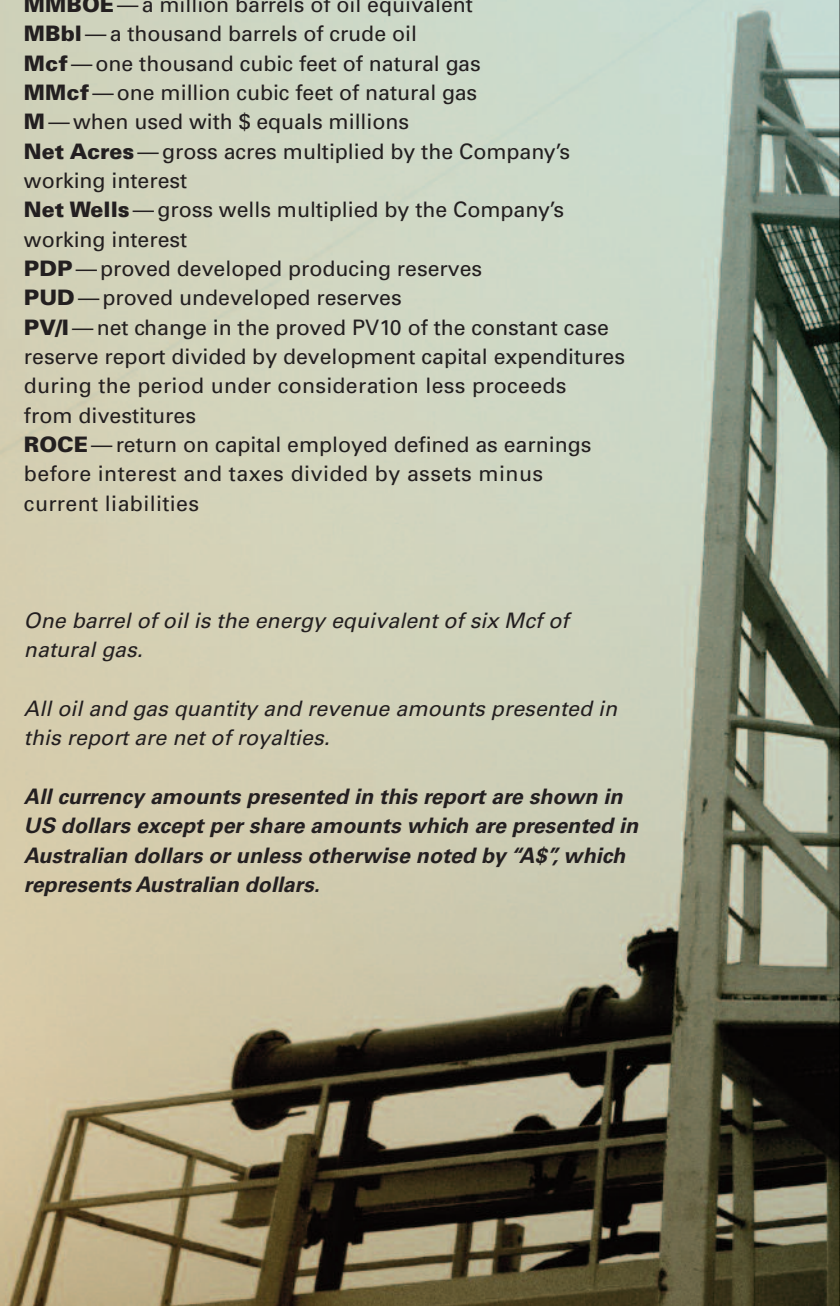 MMBOE—a million barrels of oil equivalent
MBbl—a thousand barrels of crude oil
Mcf—one thousand cubic feet of natural gas
MMcf—one million cubic feet of natural gas
M—when used with $ equals millions
Net Acres—gross acres multiplied by the Company's
working interest
Net Wells—gross wells multiplied by the Company's
working interest
PDP—proved developed producing reserves
PUD—proved undeveloped reserves
PV/I—net change in the proved PV10 of the constant case
reserve report divided by development capital expenditures
during the period under consideration less proceeds
from divestitures
ROCE—return on capital employed defined as earnings
before interest and taxes divided by assets minus
current liabilities
One barrel of oil is the energy equivalent of six Mcf of
natural gas.
All oil and gas quantity and revenue amounts presented in
this report are net of royalties.
All currency amounts presented in this report are shown in
US dollars except per share amounts which are presented in
Australian dollars or unless otherwise noted by “A$”, which
represents Australian dollars.